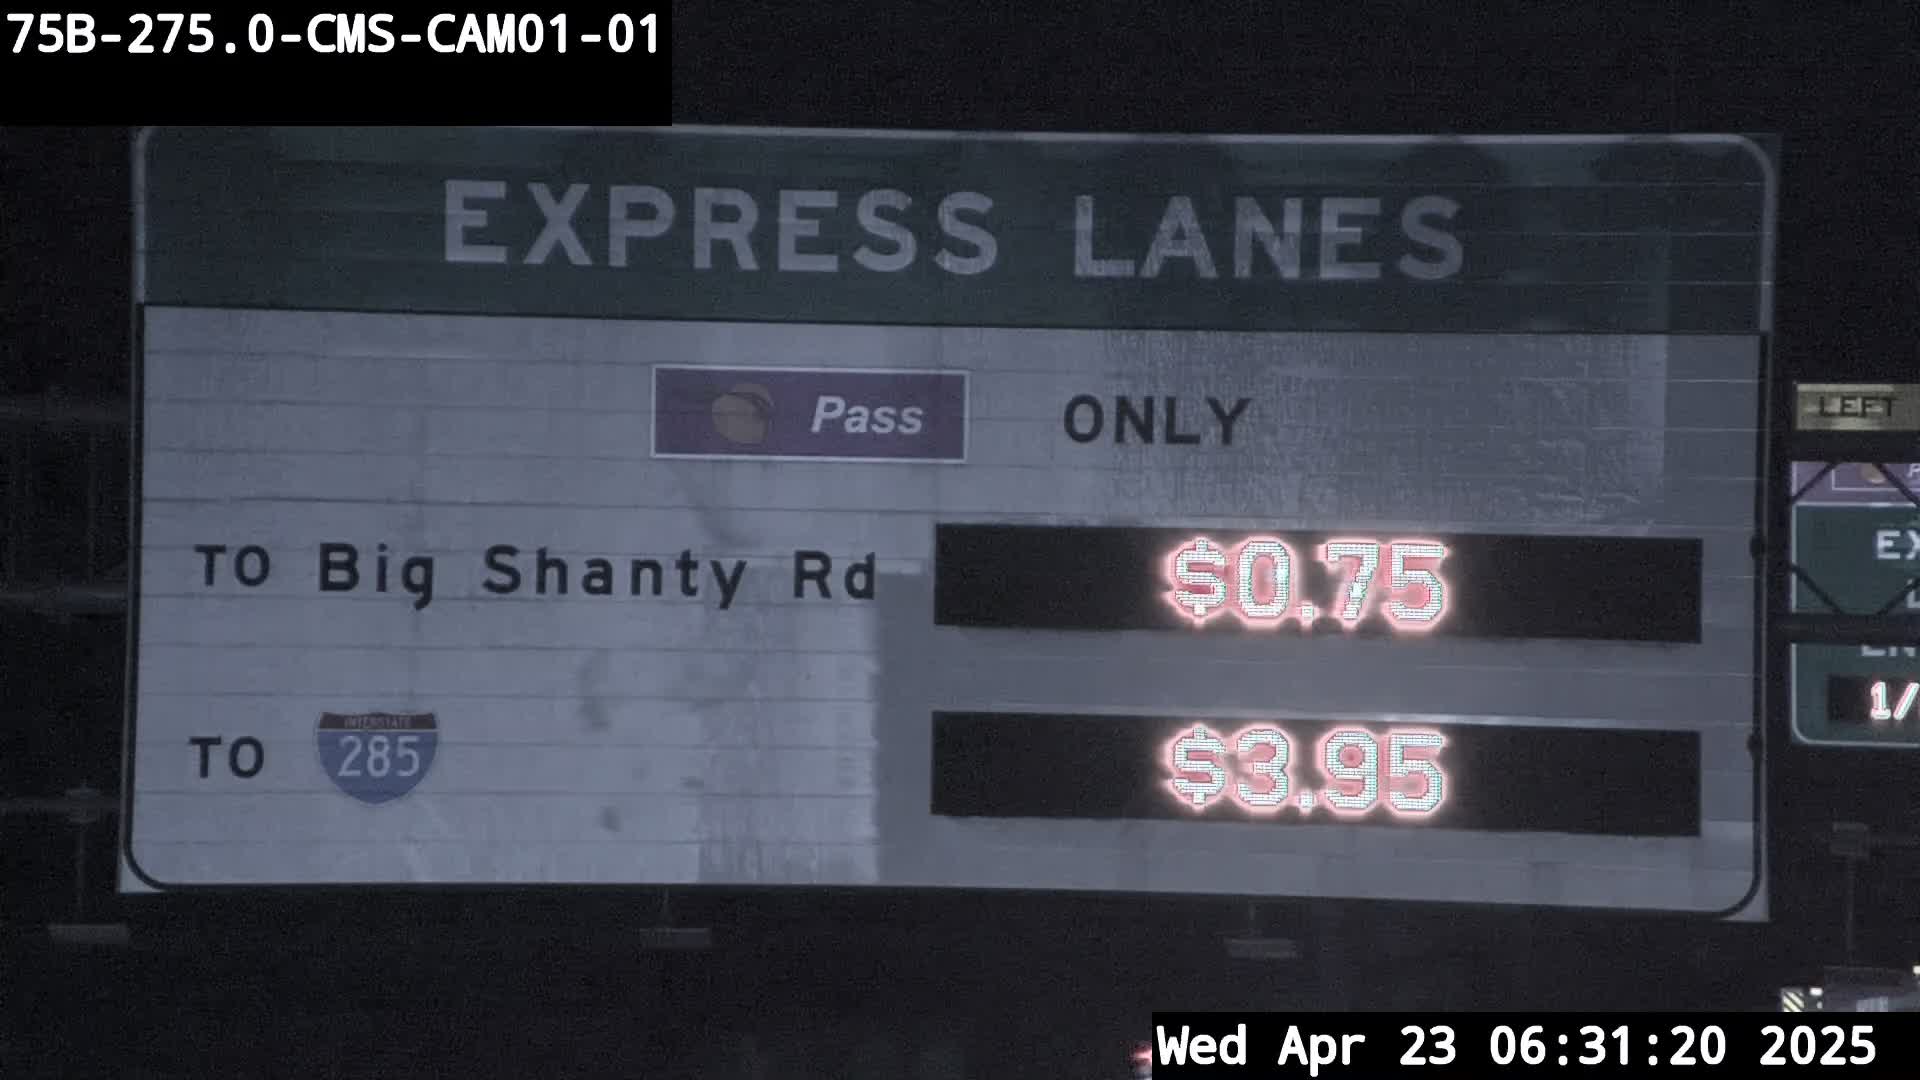 75B-275.0-CMS-CAM01-01
EXPRESS LANES
Pass ONLY
TO Big Shanty Rd $0.75
TO INTERSTATE 285 $3.95
LEFT
1/
Wed Apr 23 06:31:20 2025